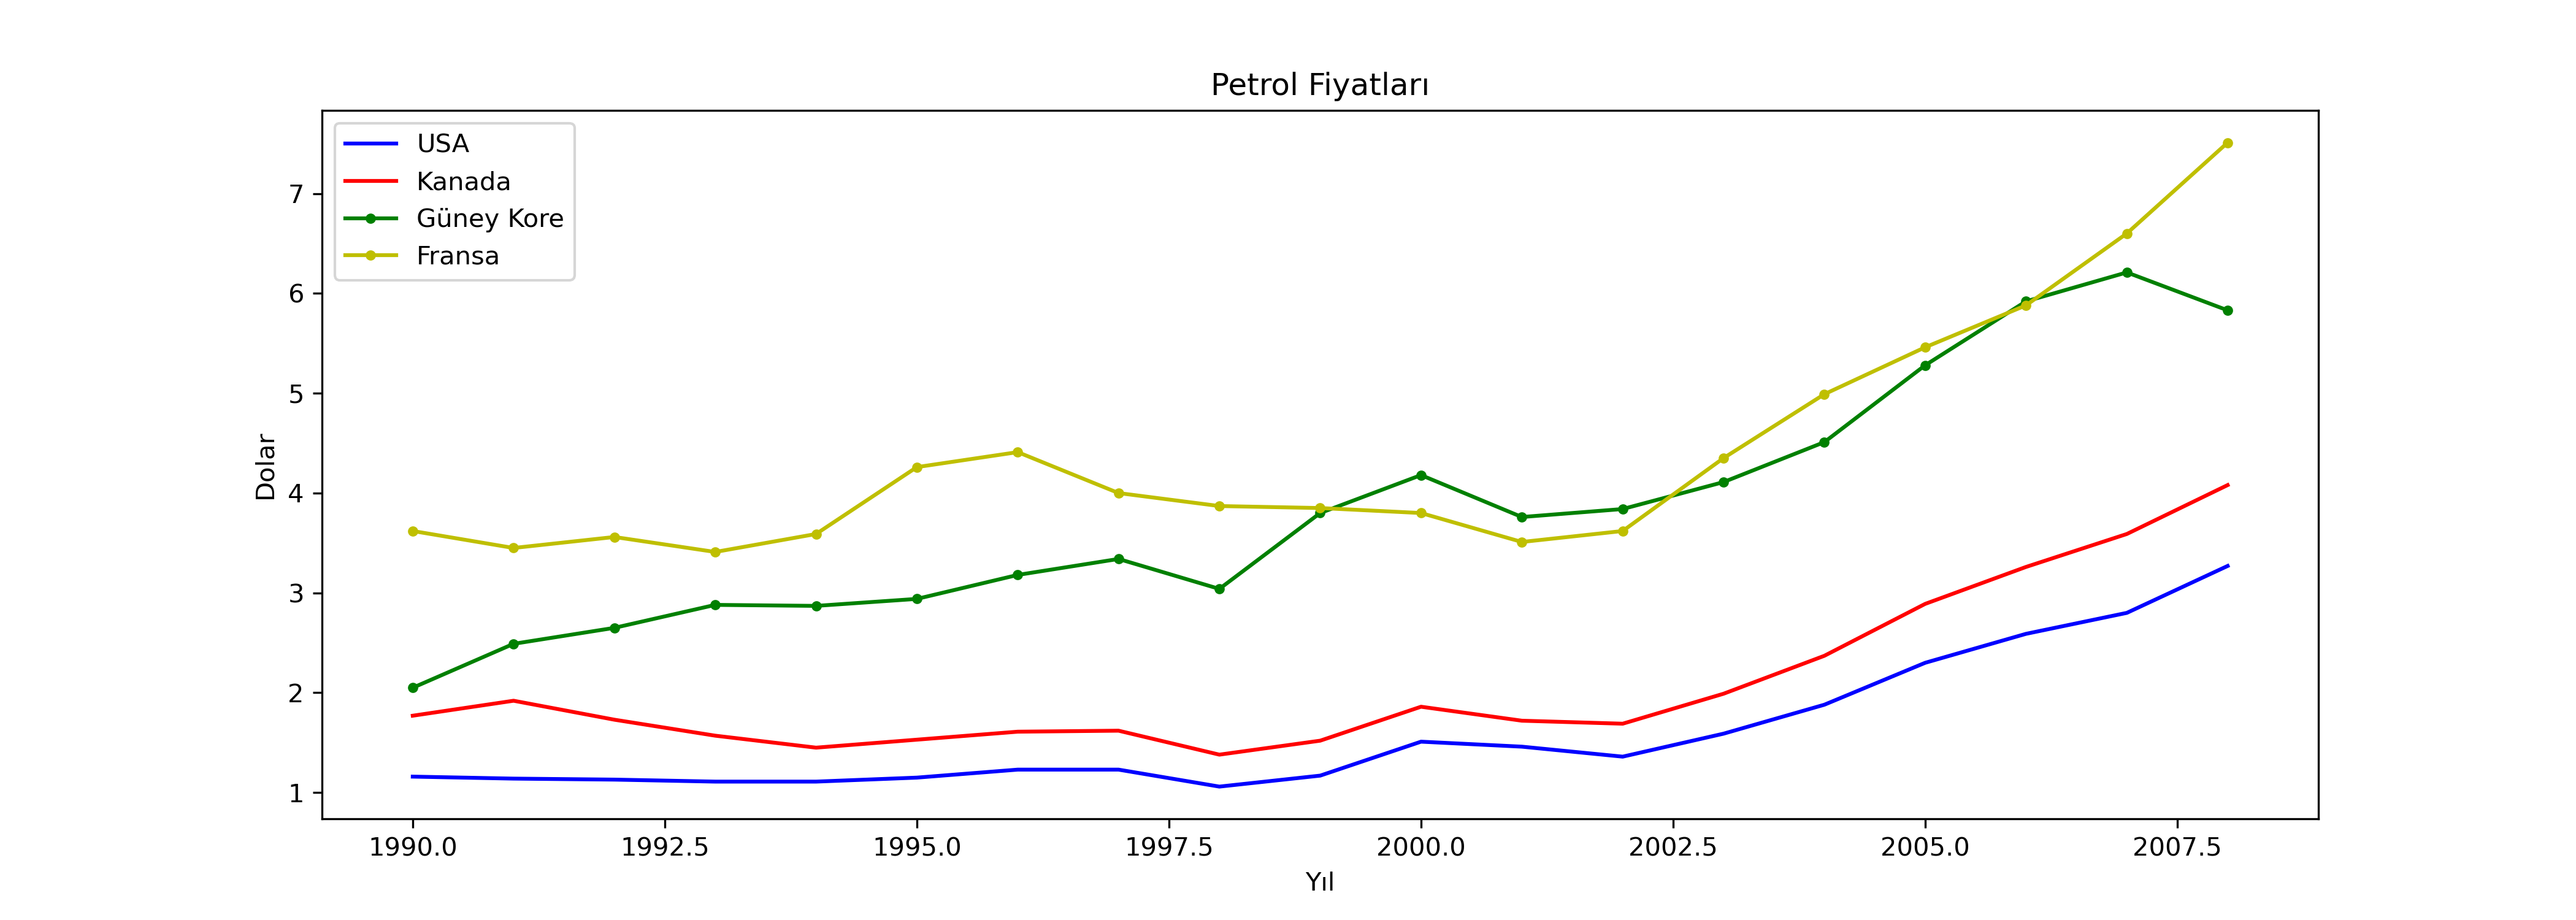 Petrol Fiyatları
USA
Kanada
Güney Kore
Fransa
Dolar
7
6
5
4
3
2
1
1990.0 1992.5 1995.0 1997.5 2000.0 2002.5 2005.0 2007.5
Yıl